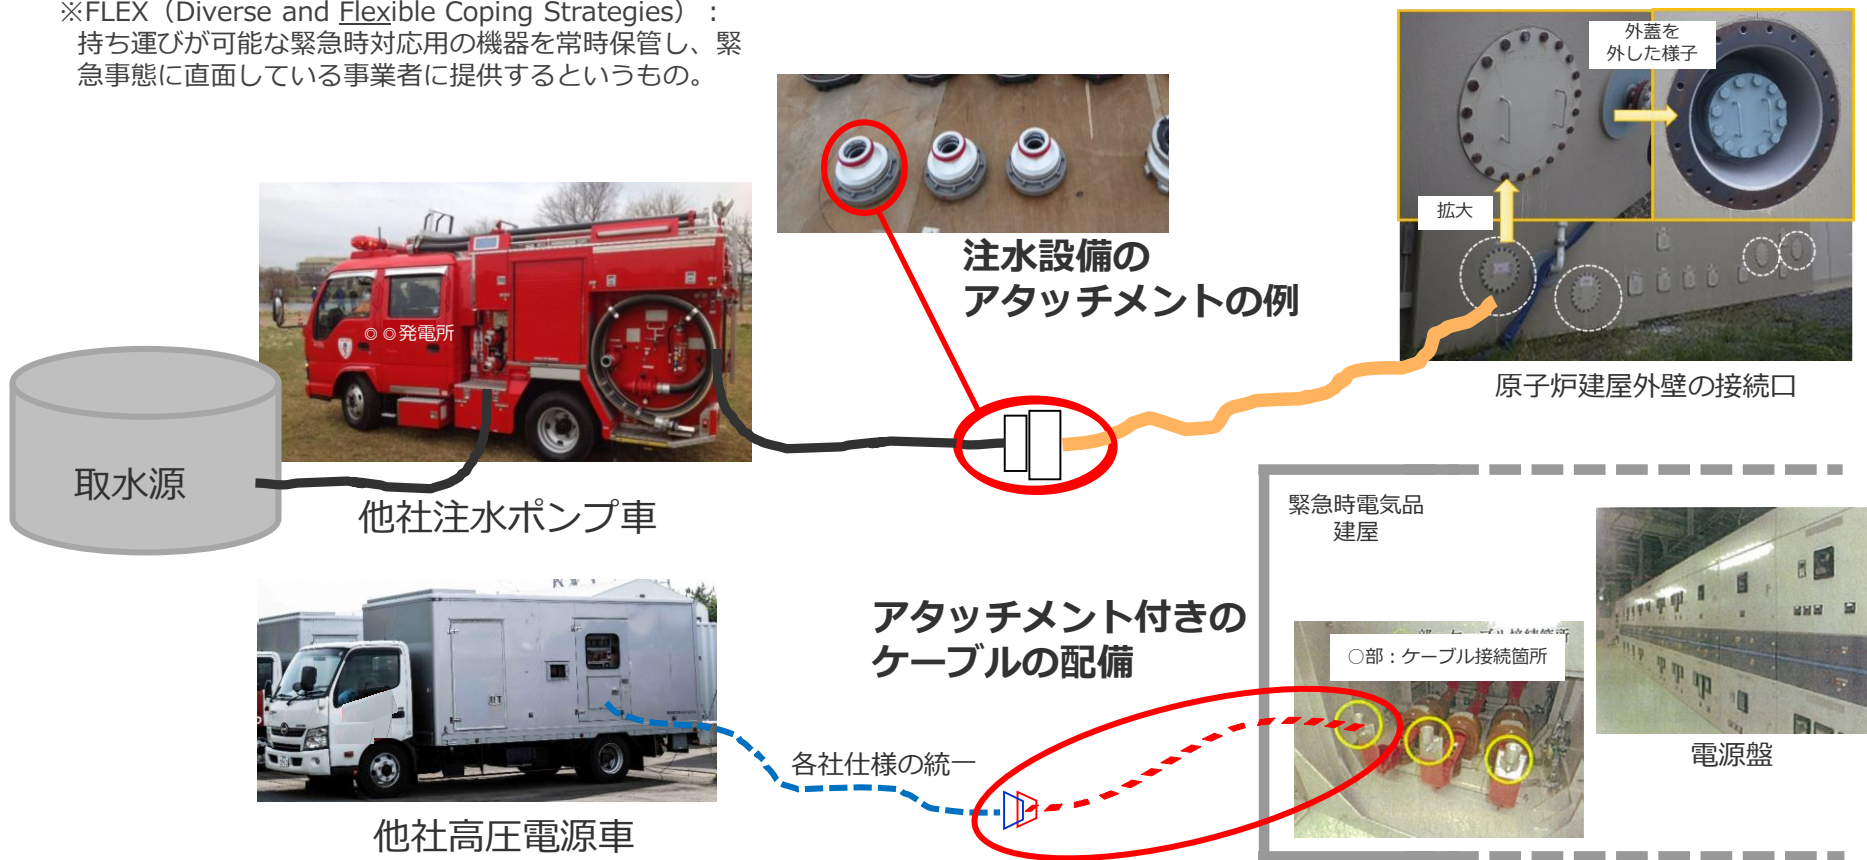 ※FLEX（Diverse and Flexible Coping Strategies）：
持ち運びが可能な緊急時対応用の機器を常時保管し、緊
急事態に直面している事業者に提供するというもの。
外蓋を
外した様子
拡大
注水設備の
アタッチメントの例
◎◎発電所
原子炉建屋外壁の接続口
取水源
他社注水ポンプ車
緊急時電気品
建屋
アタッチメント付きの
ケーブルの配備
○部：ケーブル接続箇所
各社仕様の統一
電源盤
他社高圧電源車